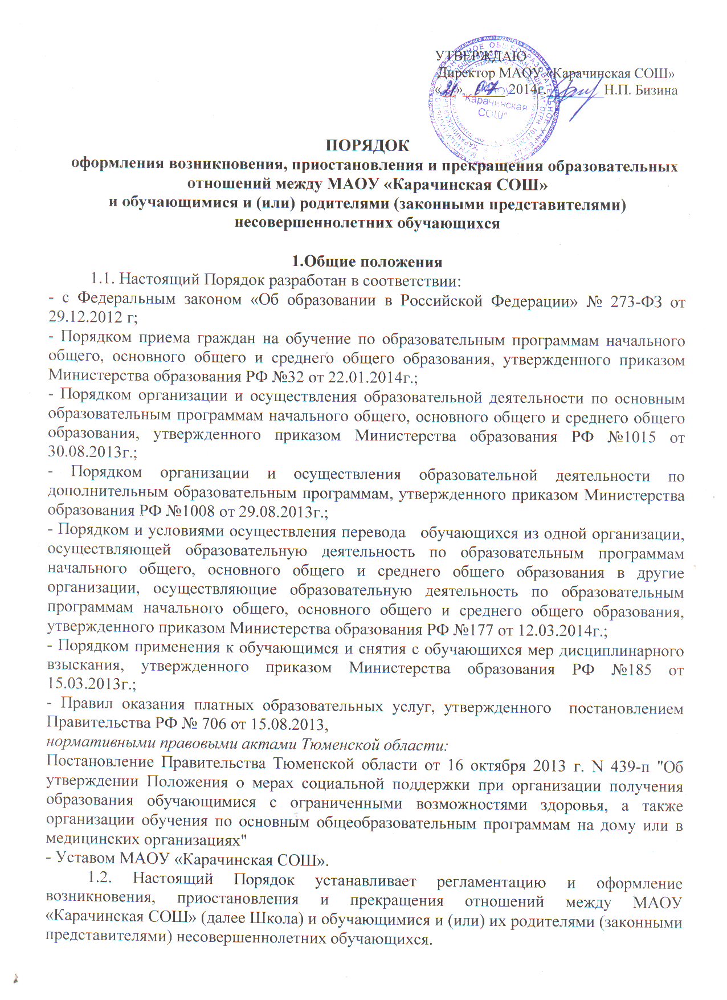 УТВЕРЖДАЮ
Директор МАОУ «Карачинская СОШ»
« » 2014г. Н.П. Бизина
"Карачинская
СОШ"
ПОРЯДОК
оформления возникновения, приостановления и прекращения образовательных
отношений между МАОУ «Карачинская СОШ»
и обучающимися и (или) родителями (законными представителями)
несовершеннолетних обучающихся
1.Общие положения
1.1. Настоящий Порядок разработан в соответствии:
- с Федеральным законом «Об образовании в Российской Федерации» № 273-ФЗ от
29.12.2012 г;
- Порядком приема граждан на обучение по образовательным программам начального
общего, основного общего и среднего общего образования, утвержденного приказом
Министерства образования РФ №32 от 22.01.2014г.;
- Порядком организации и осуществления образовательной деятельности по основным
образовательным программам начального общего, основного общего и среднего общего
образования, утвержденного приказом Министерства образования РФ №1015 от
30.08.2013г.;
- Порядком организации и осуществления образовательной деятельности по
дополнительным образовательным программам, утвержденного приказом Министерства
образования РФ №1008 от 29.08.2013г.;
- Порядком и условиями осуществления перевода обучающихся из одной организации,
осуществляющей образовательную деятельность по образовательным программам
начального общего, основного общего и среднего общего образования в другие
организации, осуществляющие образовательную деятельность по образовательным
программам начального общего, основного общего и среднего общего образования,
утвержденного приказом Министерства образования РФ №177 от 12.03.2014г.;
- Порядком применения к обучающимся и снятия с обучающихся мер дисциплинарного
взыскания, утвержденного приказом Министерства образования РФ №185 от
15.03.2013г.;
- Правил оказания платных образовательных услуг, утвержденного постановлением
Правительства РФ № 706 от 15.08.2013,
нормативными правовыми актами Тюменской области:
Постановление Правительства Тюменской области от 16 октября 2013 г. N 439-п "Об
утверждении Положения о мерах социальной поддержки при организации получения
образования обучающимися с ограниченными возможностями здоровья, а также
организации обучения по основным общеобразовательным программам на дому или в
медицинских организациях"
- Уставом МАОУ «Карачинская СОШ».
1.2. Настоящий Порядок устанавливает регламентацию и оформление
возникновения, приостановления и прекращения отношений между МАОУ
«Карачинская СОШ» (далее Школа) и обучающимися и (или) их родителями (законными
представителями) несовершеннолетних обучающихся.